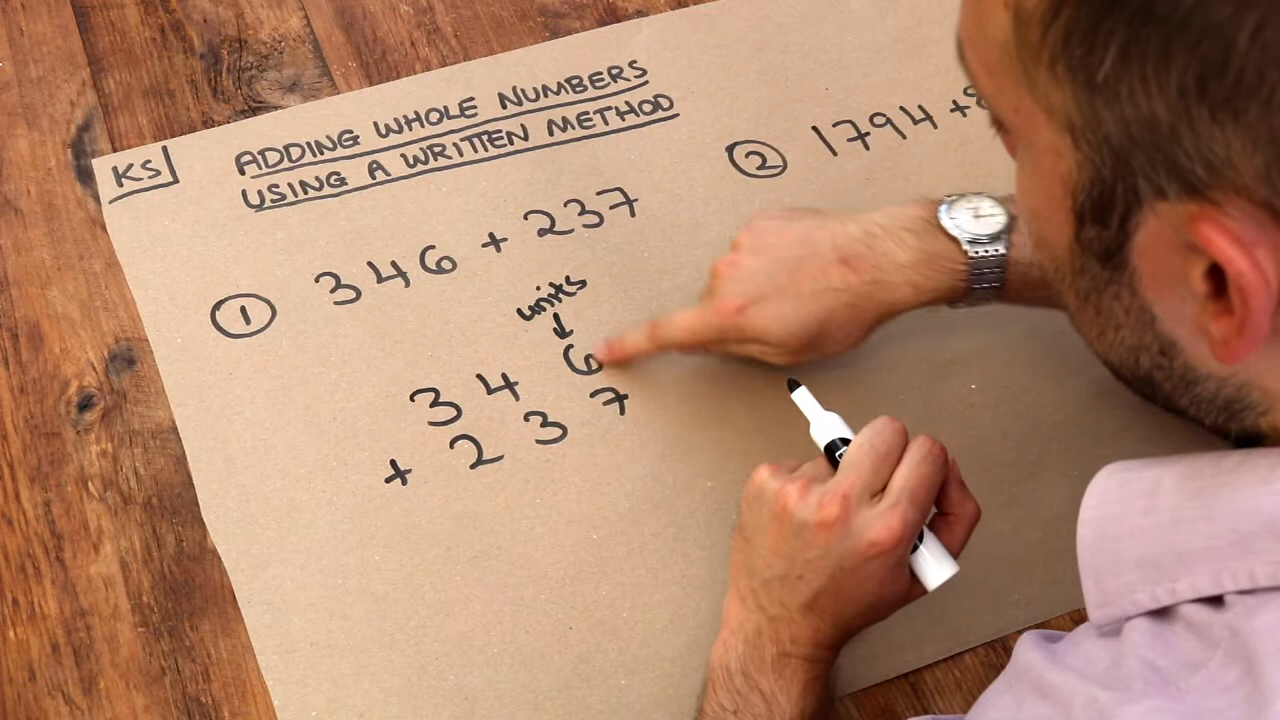 KS
ADDING WHOLE NUMBERS
USING A WRITTEN METHOD
① 346 + 237
units
↓
3 4 6
+ 2 3 7
② 1794 +